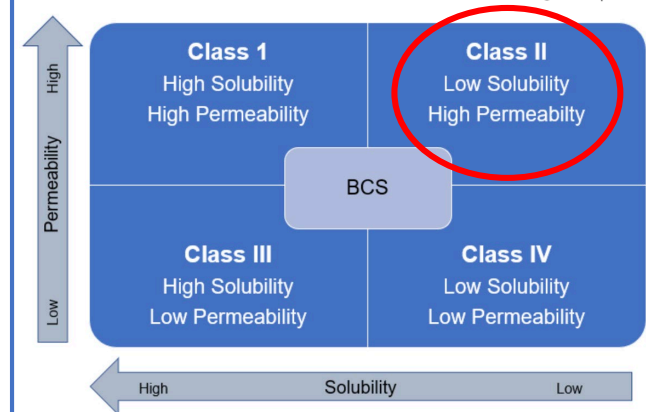 High
Permeability
Low
Class 1
High Solubility
High Permeability
Class II
Low Solubility
High Permeabilty
BCS
Class III
High Solubility
Low Permeability
Class IV
Low Solubility
Low Permeability
High
Solubility
Low